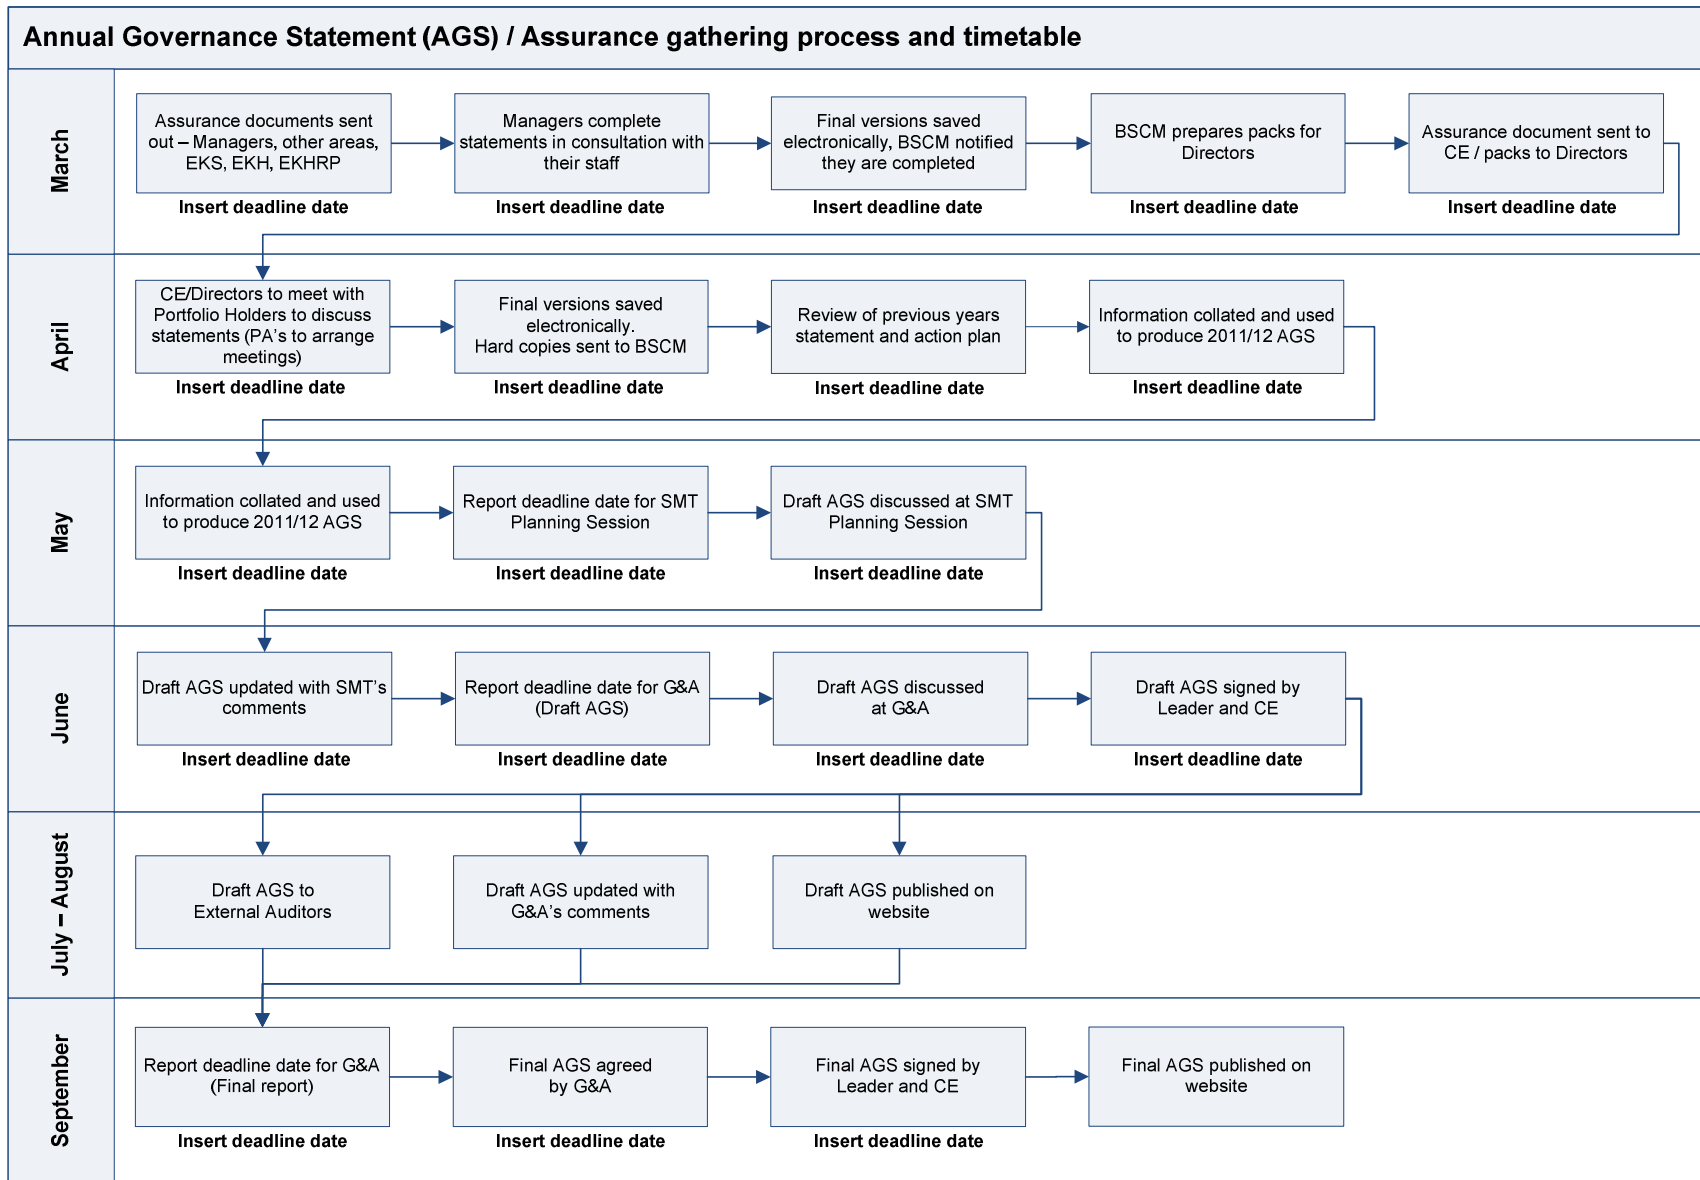 Annual Governance Statement (AGS) / Assurance gathering process and timetable
March
Assurance documents sent
out – Managers, other areas,
EKS, EKH, EKHRP
Insert deadline date
Managers complete
statements in consultation with
their staff
Insert deadline date
Final versions saved
electronically, BSCM notified
they are completed
Insert deadline date
BSCM prepares packs for
Directors
Insert deadline date
Assurance document sent to
CE / packs to Directors
Insert deadline date
April
CE/Directors to meet with
Portfolio Holders to discuss
statements (PA's to arrange
meetings)
Insert deadline date
Final versions saved
electronically.
Hard copies sent to BSCM
Insert deadline date
Review of previous years
statement and action plan
Insert deadline date
Information collated and used
to produce 2011/12 AGS
Insert deadline date
May
Information collated and used
to produce 2011/12 AGS
Insert deadline date
Report deadline date for SMT
Planning Session
Insert deadline date
Draft AGS discussed at SMT
Planning Session
Insert deadline date
June
Draft AGS updated with SMT's
comments
Insert deadline date
Report deadline date for G&A
(Draft AGS)
Insert deadline date
Draft AGS discussed
at G&A
Insert deadline date
Draft AGS signed by
Leader and CE
Insert deadline date
July – August
Draft AGS to
External Auditors
Draft AGS updated with
G&A's comments
Draft AGS published on
website
September
Report deadline date for G&A
(Final report)
Insert deadline date
Final AGS agreed
by G&A
Insert deadline date
Final AGS signed by
Leader and CE
Insert deadline date
Final AGS published on
website